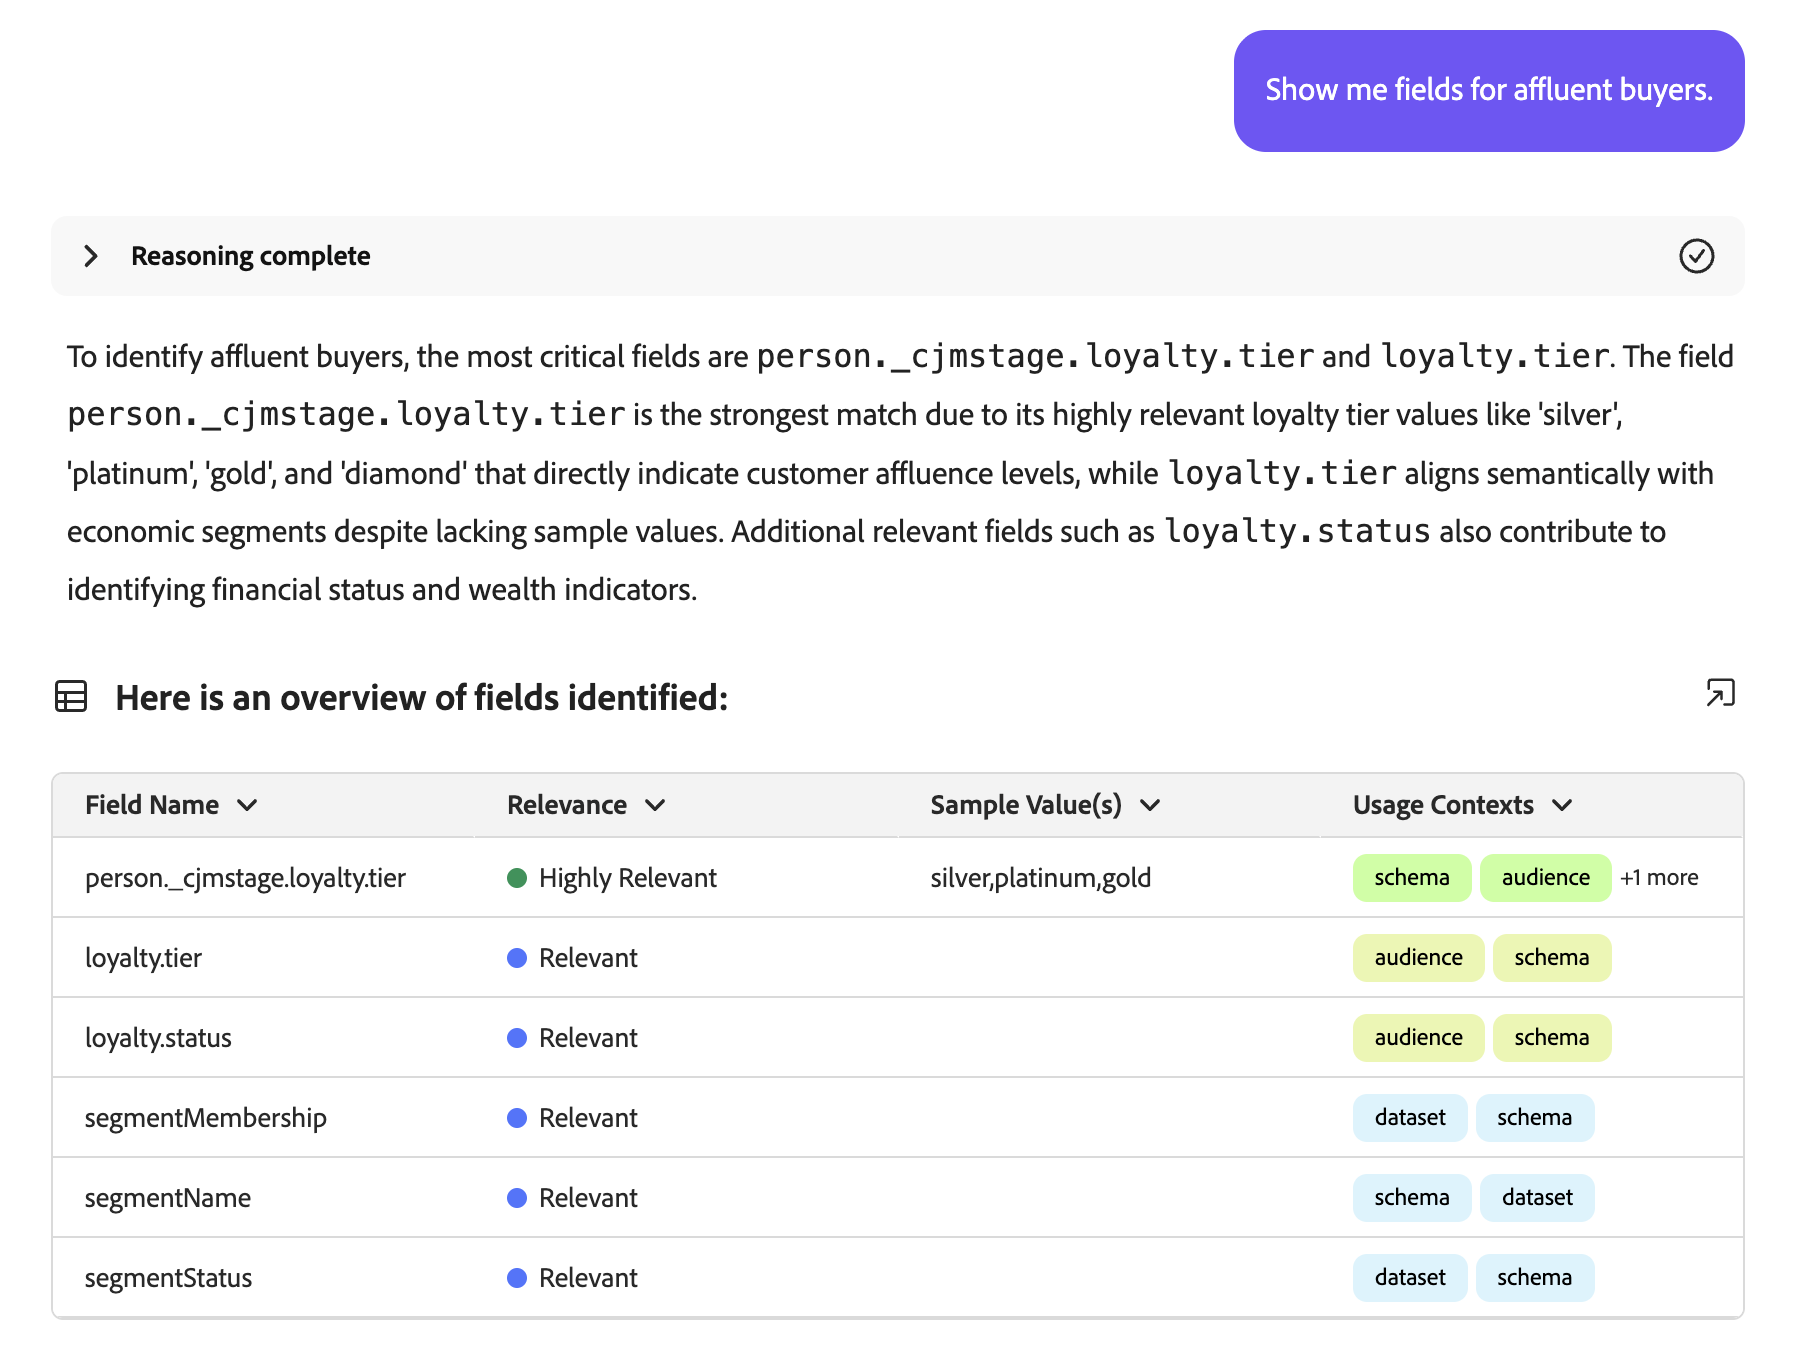 Show me fields for affluent buyers.
Reasoning complete
To identify affluent buyers, the most critical fields are person._cjmstage.loyalty.tier and loyalty.tier. The field
person._cjmstage.loyalty.tier is the strongest match due to its highly relevant loyalty tier values like 'silver',
'platinum', 'gold', and 'diamond' that directly indicate customer affluence levels, while loyalty.tier aligns semantically with
economic segments despite lacking sample values. Additional relevant fields such as loyalty.status also contribute to
identifying financial status and wealth indicators.
Here is an overview of fields identified:
Field Name Relevance Sample Value(s) Usage Contexts
person._cjmstage.loyalty.tier Highly Relevant silver,platinum,gold schema audience +1 more
loyalty.tier Relevant audience schema
loyalty.status Relevant audience schema
segmentMembership Relevant dataset schema
segmentName Relevant schema dataset
segmentStatus Relevant dataset schema